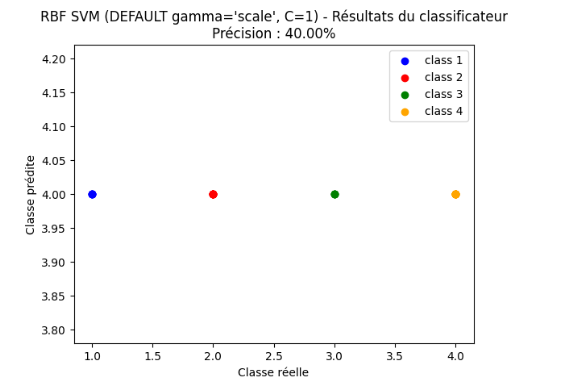 RBF SVM (DEFAULT gamma='scale', C=1) - Résultats du classificateur
Précision : 40.00%
4.20
4.15
4.10
4.05
4.00
3.95
3.90
3.85
3.80
Classe prédite
class 1
class 2
class 3
class 4
1.0 1.5 2.0 2.5 3.0 3.5 4.0
Classe réelle